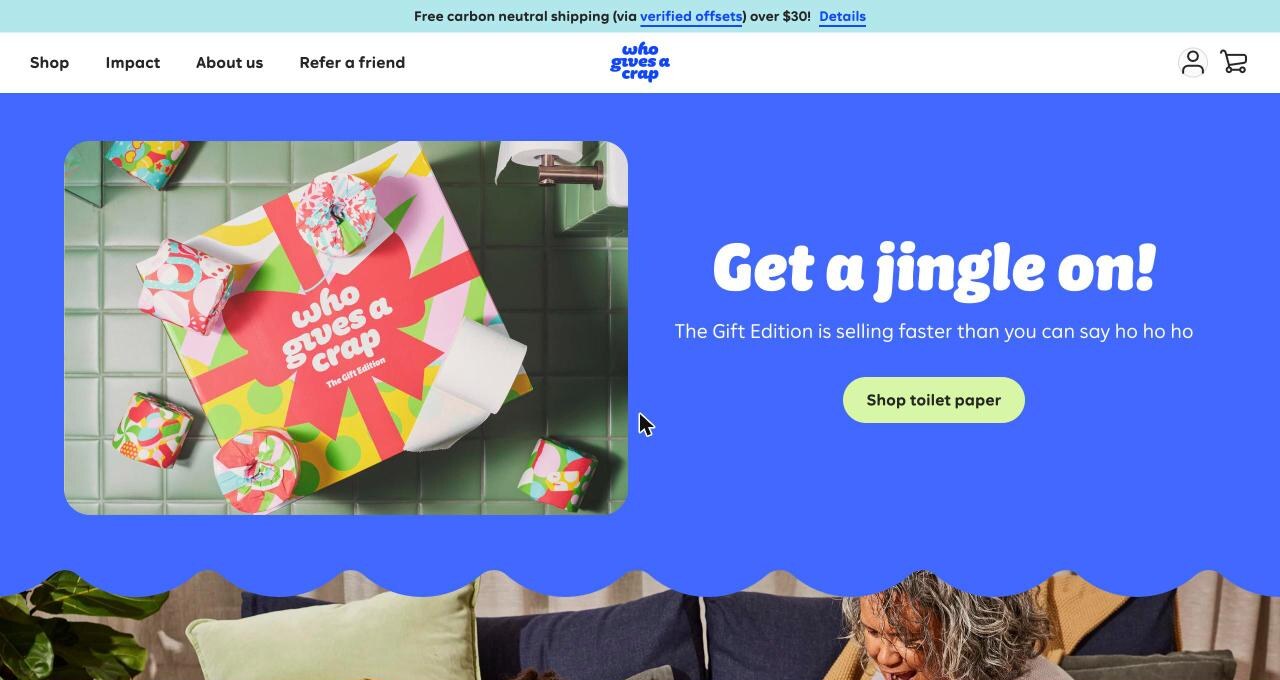 Free carbon neutral shipping (via verified offsets) over $30! Details
Shop Impact About us Refer a friend
who
gives a
crap
Get a jingle on!
The Gift Edition is selling faster than you can say ho ho ho
Shop toilet paper
who
gives a
crap
The Gift Edition